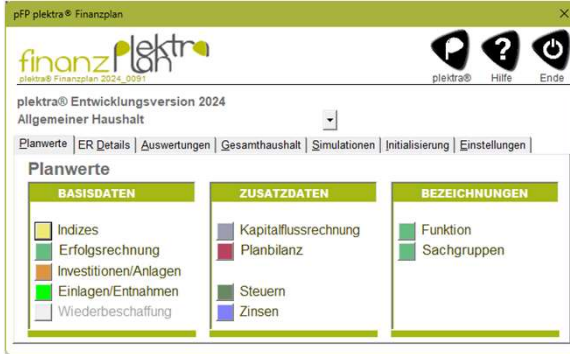 pFP plektra® Finanzplan
finanz plektra
plan
plektra® Finanzplan 2024_0091
plektra® Hilfe Ende
plektra® Entwicklungsversion 2024
Allgemeiner Haushalt
Planwerte ER Details Auswertungen Gesamthaushalt Simulationen Initialisierung Einstellungen
Planwerte
BASISDATEN
Indizes
Erfolgsrechnung
Investitionen/Anlagen
Einlagen/Entnahmen
Wiederbeschaffung
ZUSATZDATEN
Kapitalflussrechnung
Planbilanz
Steuern
Zinsen
BEZEICHNUNGEN
Funktion
Sachgruppen